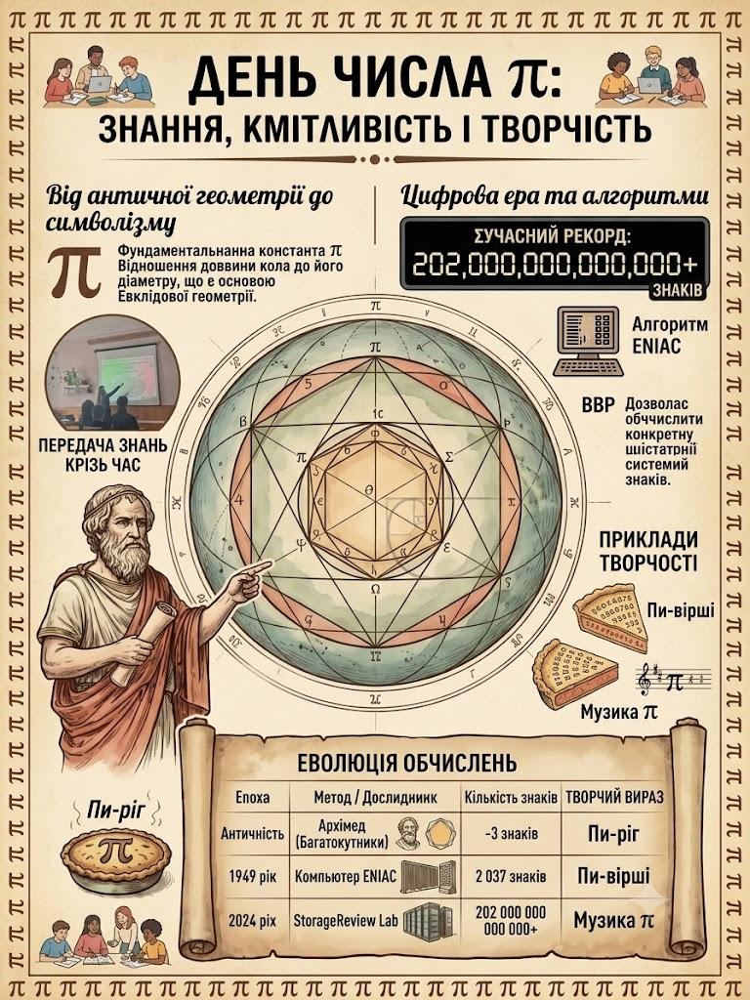 ДЕНЬ ЧИСЛА π:
ЗНАННЯ, КМІТЛИВІСТЬ І ТВОРЧІСТЬ
Від античної геометрії до
символізму
π
Фундаментальнанна константа π
Відношення доввини кола до його
діаметру, що є основою
Евклідової геометрії.
ПЕРЕДАЧА ЗНАНЬ
КРІЗЬ ЧАС
Цифрова ера та алгоритми
ΣУЧАСНИЙ РЕКОРД:
202,000,000,000,000+
ЗНАКІВ
Алгоритм
ENIAC
BBP
Дозволас
обччислити
конкретну
системий
знаків.
ПРИКЛАДИ
ТВОРЧОСТІ
Пи-вірші
π
Музика π
Пи-ріг
π
ЕВОЛЮЦІЯ ОБЧИСЛЕНЬ
Епоха Метод / Дослидник Кількість знаків ТВОРЧИЙ ВИРАЗ
Античність Архімед (Багатокутники) ~3 знаків Пи-ріг
1949 рік Компьютер ENIAC 2 037 знаків Пи-вірші
2024 ріх StorageReview Lab 202 000 000 000 000+ Музика π